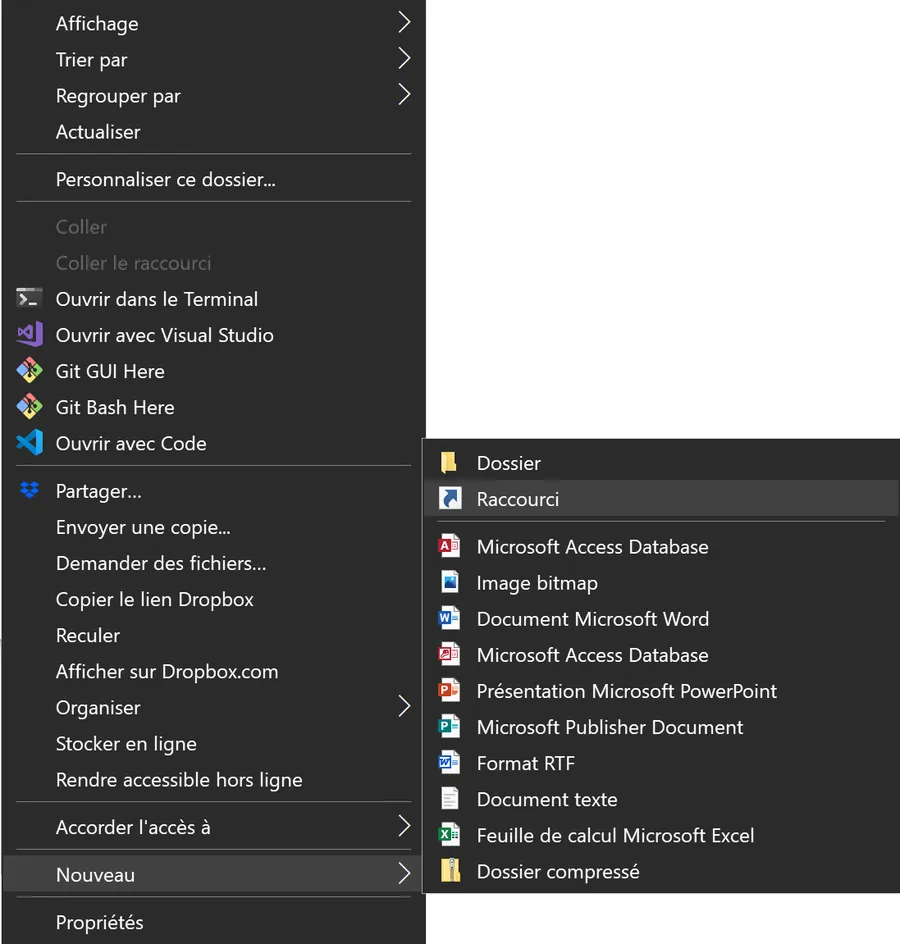 Affichage
Trier par
Regrouper par
Actualiser
Personnaliser ce dossier...
Coller
Coller le raccourci
Ouvrir dans le Terminal
Ouvrir avec Visual Studio
Git GUI Here
Git Bash Here
Ouvrir avec Code
Partager...
Envoyer une copie...
Demander des fichiers...
Copier le lien Dropbox
Reculer
Afficher sur Dropbox.com
Organiser
Stocker en ligne
Rendre accessible hors ligne
Accorder l'accès à
Nouveau
Propriétés
Dossier
Raccourci
Microsoft Access Database
Image bitmap
Document Microsoft Word
Microsoft Access Database
Présentation Microsoft PowerPoint
Microsoft Publisher Document
Format RTF
Document texte
Feuille de calcul Microsoft Excel
Dossier compressé